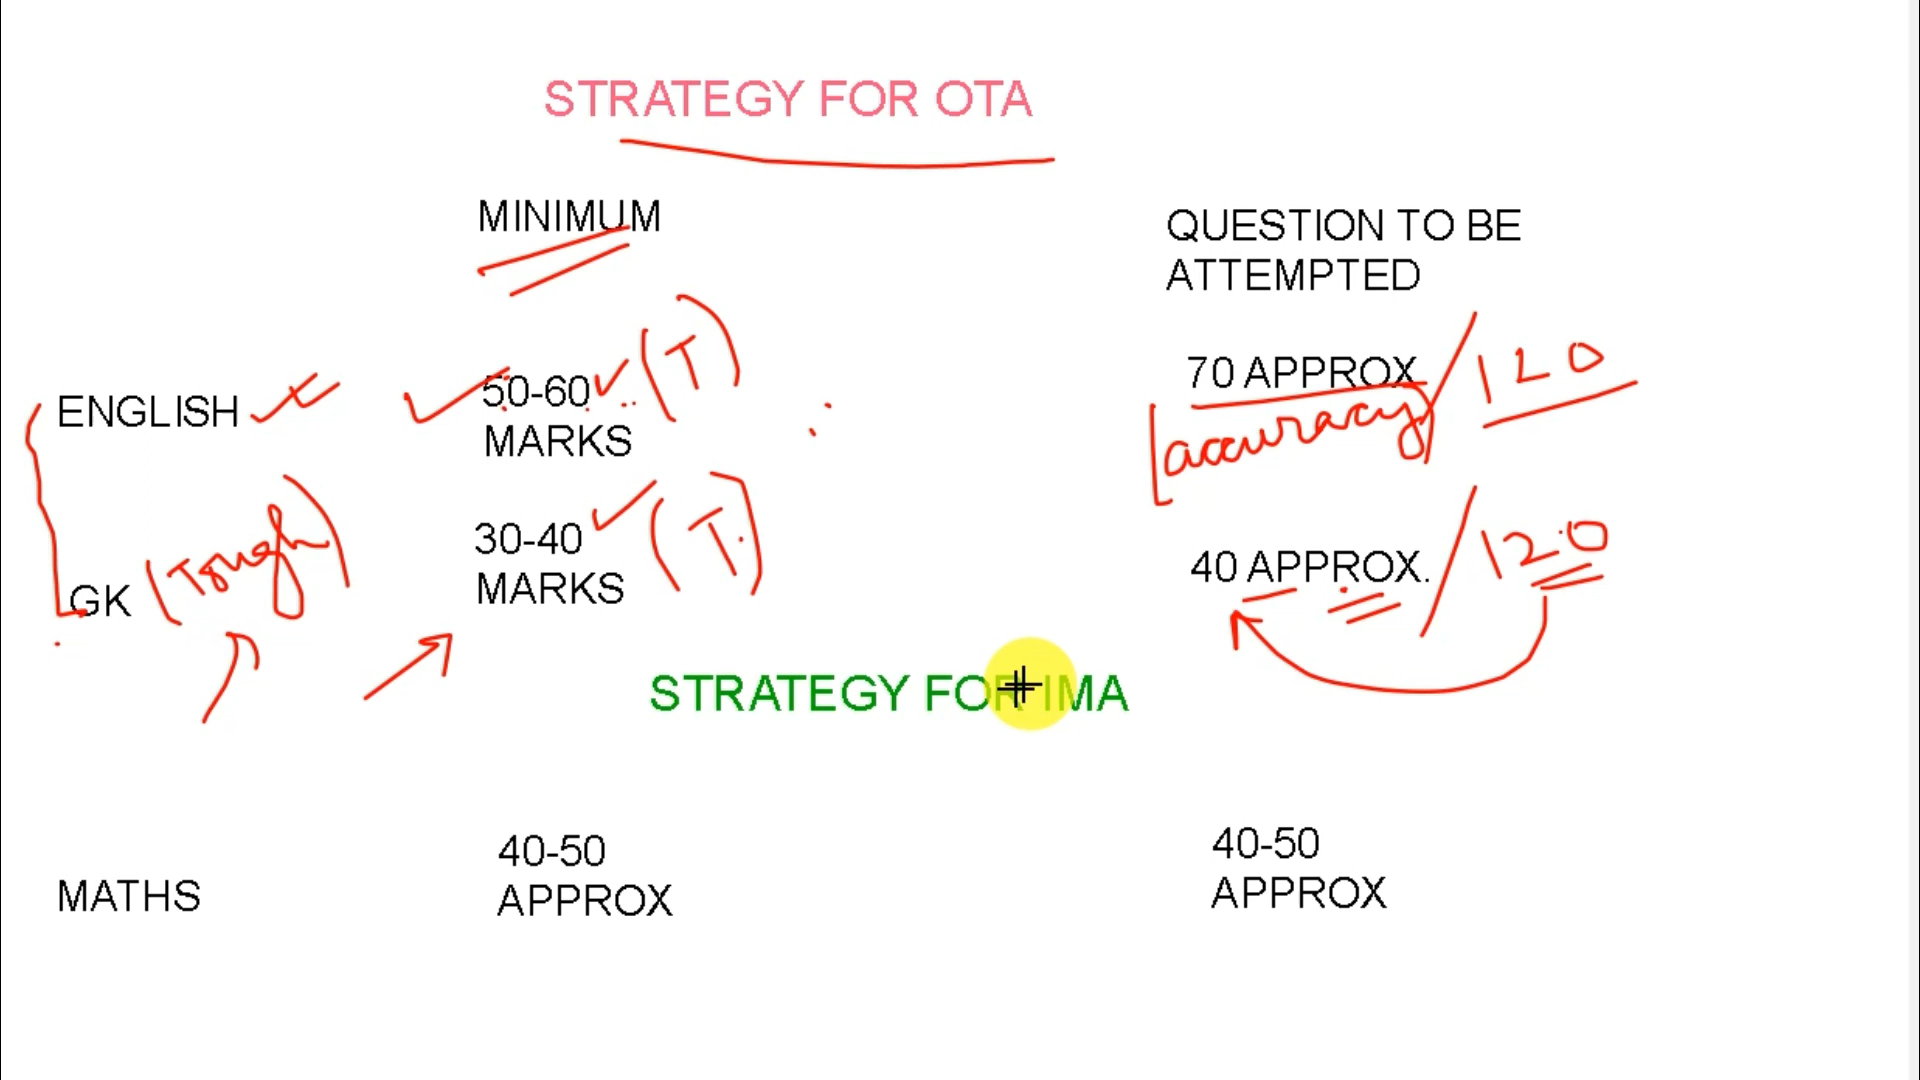 STRATEGY FOR OTA
MINIMUM
QUESTION TO BE
ATTEMPTED
ENGLISH
50-60 (T)
MARKS
70 APPROX / 120
[accuracy]
GK (Tough)
30-40 (T)
MARKS
40 APPROX. / 120
STRATEGY FOR IMA
MATHS
40-50
APPROX
40-50
APPROX